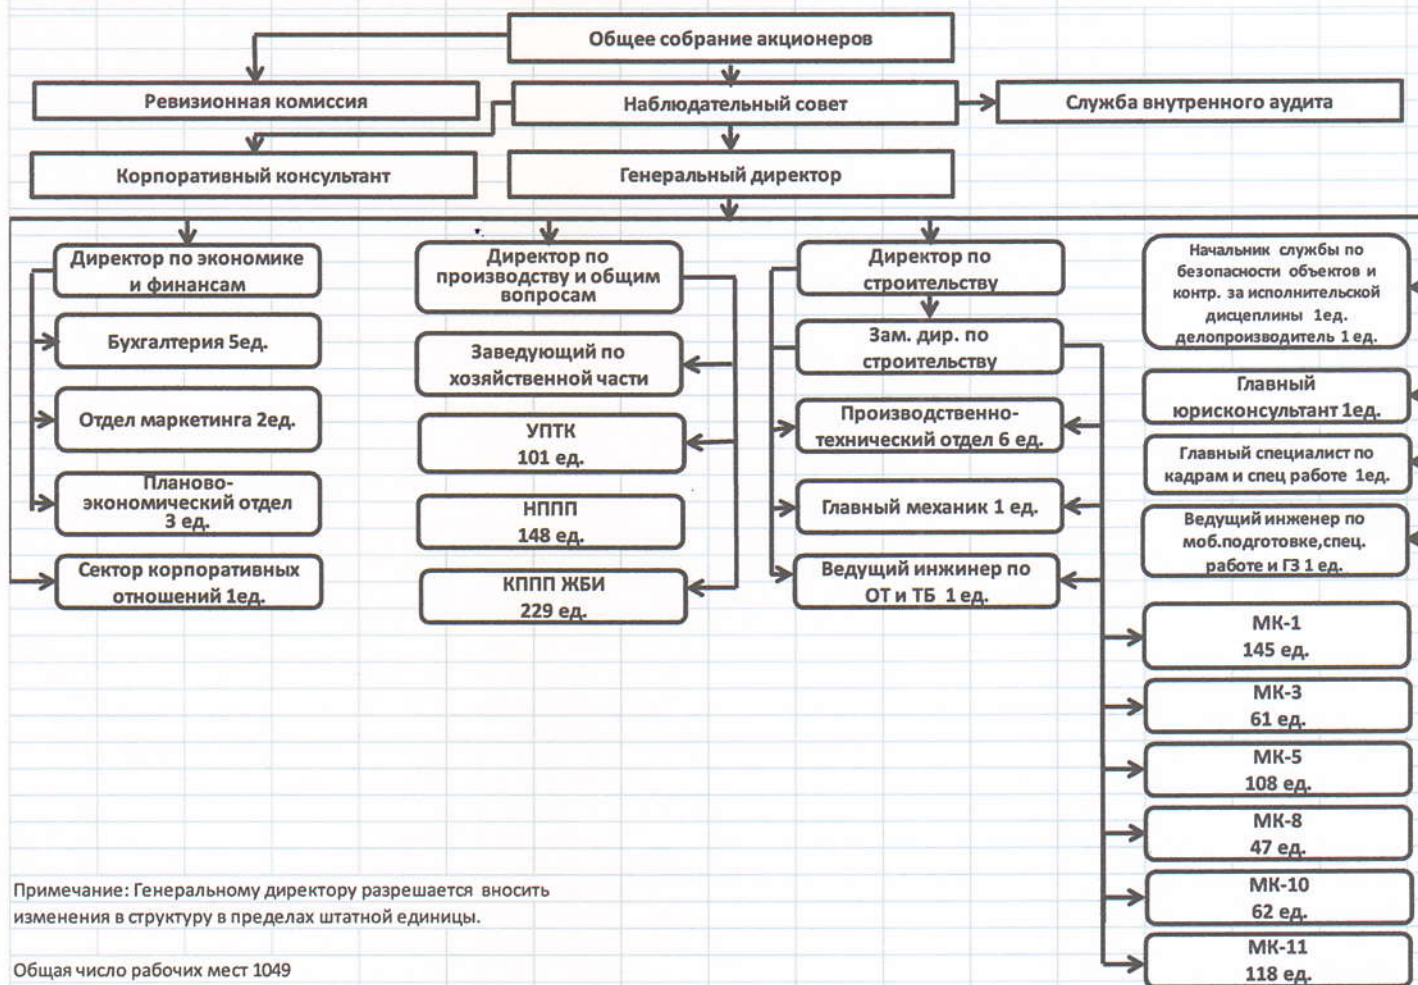 Общее собрание акционеров
Ревизионная комиссия
Наблюдательный совет
Служба внутренного аудита
Корпоративный консультант
Генеральный директор
Директор по экономике
и финансам
Бухгалтерия 5ед.
Отдел маркетинга 2ед.
Планово-
экономический отдел
3 ед.
Сектор корпоративных
отношений 1ед.
Директор по
производству и общим
вопросам
Заведующий по
хозяйственной части
УПТК
101 ед.
НППП
148 ед.
КППП ЖБИ
229 ед.
Директор по
строительству
Зам. дир. по
строительству
Производственно-
технический отдел 6 ед.
Главный механик 1 ед.
Ведущий инжинер по
ОТ и ТБ 1 ед.
Начальник службы по
безопасности объектов и
контр. за исполнительской
дисцеплины 1ед.
делопроизводитель 1 ед.
Главный
юрисконсультант 1ед.
Главный специалист по
кадрам и спец работе 1ед.
Ведущий инженер по
моб.подготовке,спец.
работе и ГЗ 1 ед.
МК-1
145 ед.
МК-3
61 ед.
МК-5
108 ед.
МК-8
47 ед.
МК-10
62 ед.
МК-11
118 ед.
Примечание: Генеральному директору разрешается вносить
изменения в структуру в пределах штатной единицы.
Общая число рабочих мест 1049